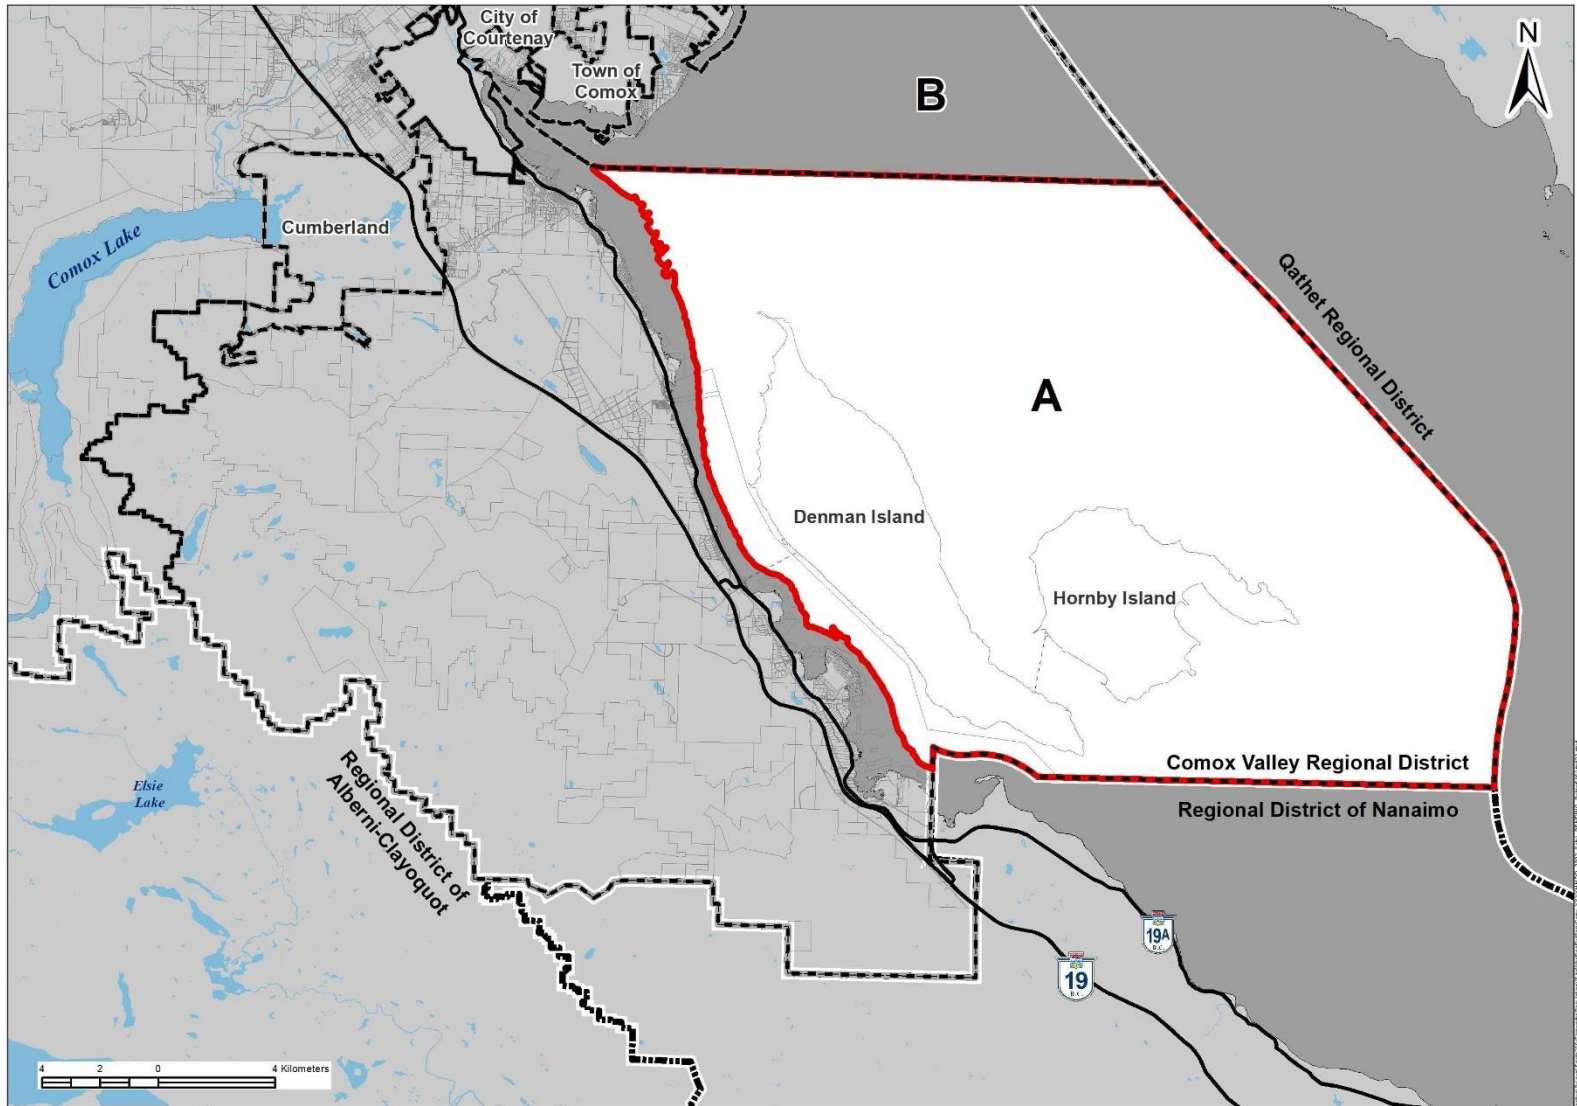 City of
Courtenay
Town of
Comox
B
N
Cumberland
Comox Lake
Qathet Regional District
A
Denman Island
Hornby Island
Comox Valley Regional District
Regional District of Nanaimo
Elsie
Lake
Regional District of
Alberni-Clayoquot
19A
B.C.
19
B.C.
4 2 0 4 Kilometers